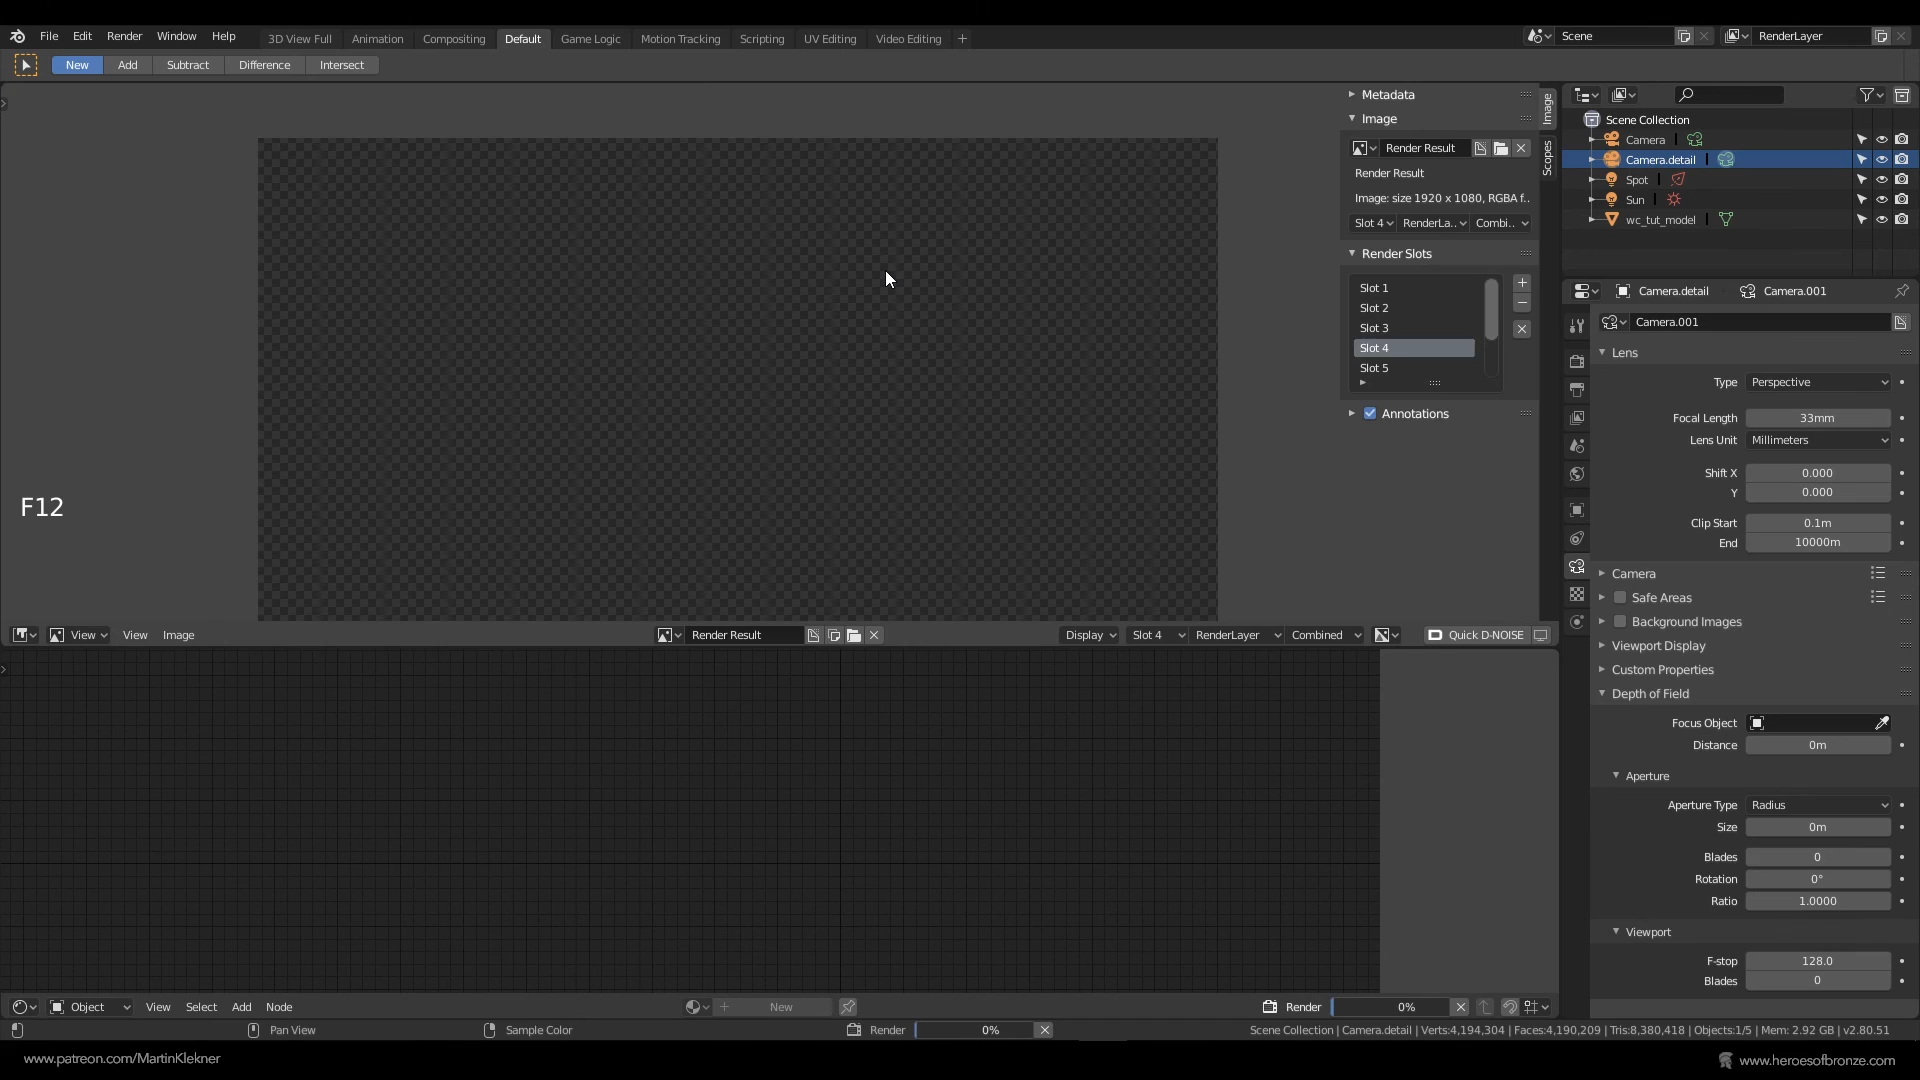 File Edit Render Window Help 3D View Full Animation Compositing Default Game Logic Motion Tracking Scripting UV Editing Video Editing + Scene RenderLayer
New Add Subtract Difference Intersect
Metadata
Image
Render Result
Render Result
Image: size 1920 x 1080, RGBA f..
Slot 4 RenderLa.. Combi..
Render Slots
Slot 1
Slot 2
Slot 3
Slot 4
Slot 5
Annotations
Image
Scopes
Scene Collection
Camera
Camera.detail
Spot
Sun
wc_tut_model
Camera.detail Camera.001
Camera.001
Lens
Type Perspective
Focal Length 33mm
Lens Unit Millimeters
Shift X 0.000
Y 0.000
Clip Start 0.1m
End 10000m
Camera
Safe Areas
Background Images
Viewport Display
Custom Properties
Depth of Field
Focus Object
Distance 0m
Aperture
Aperture Type Radius
Size 0m
Blades 0
Rotation 0°
Ratio 1.0000
Viewport
F-stop 128.0
Blades 0
F12
View View Image Render Result Display Slot 4 RenderLayer Combined Quick D-NOISE
Object View Select Add Node New Render 0%
Pan View Sample Color Render 0% Scene Collection | Camera.detail | Verts:4,194,304 | Faces:4,190,209 | Tris:8,380,418 | Objects:1/5 | Mem: 2.92 GB | v2.80.51
www.patreon.com/MartinKlekner www.heroesofbronze.com